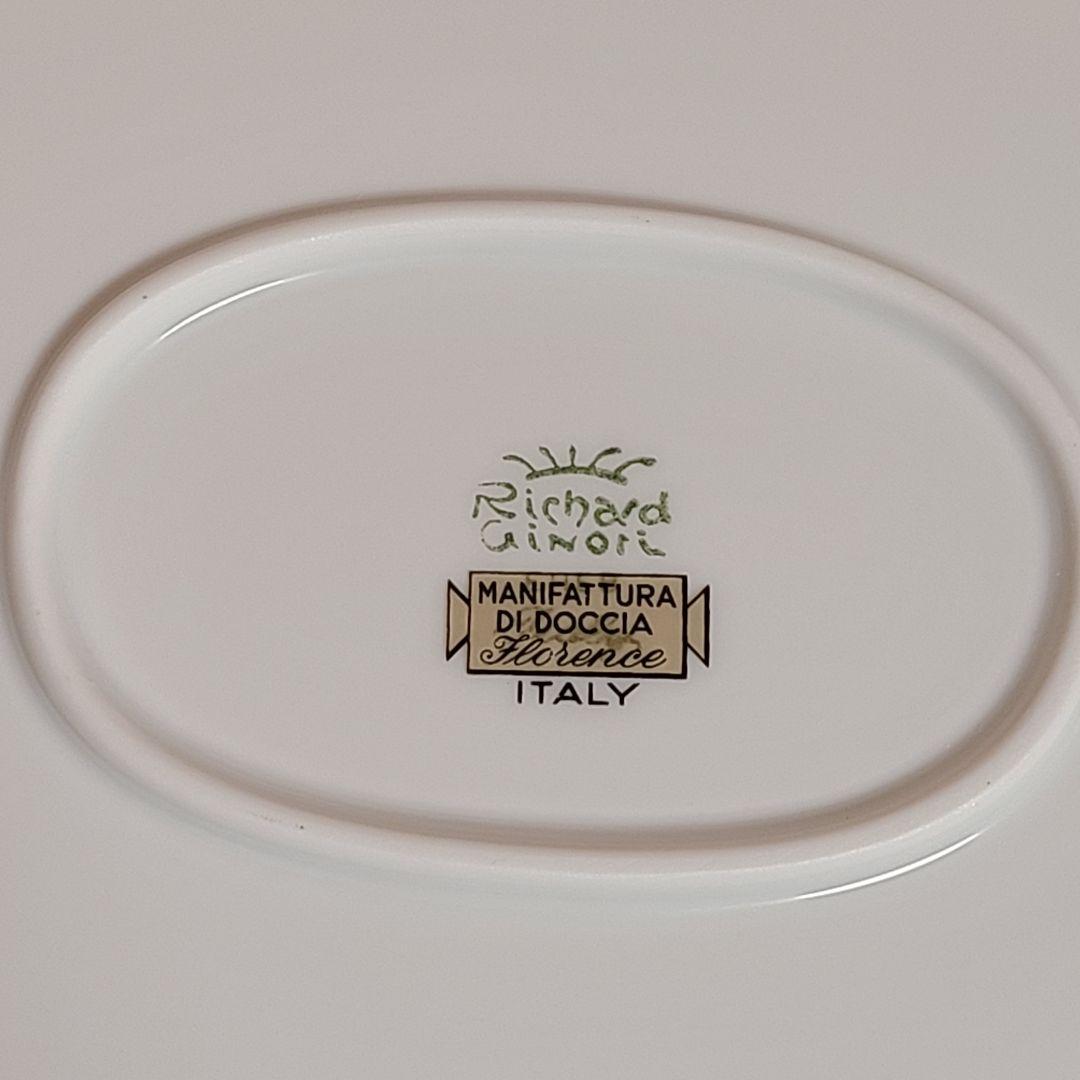 Richard
Ginori
MANIFATTURA
DI DOCCIA
Florence
ITALY